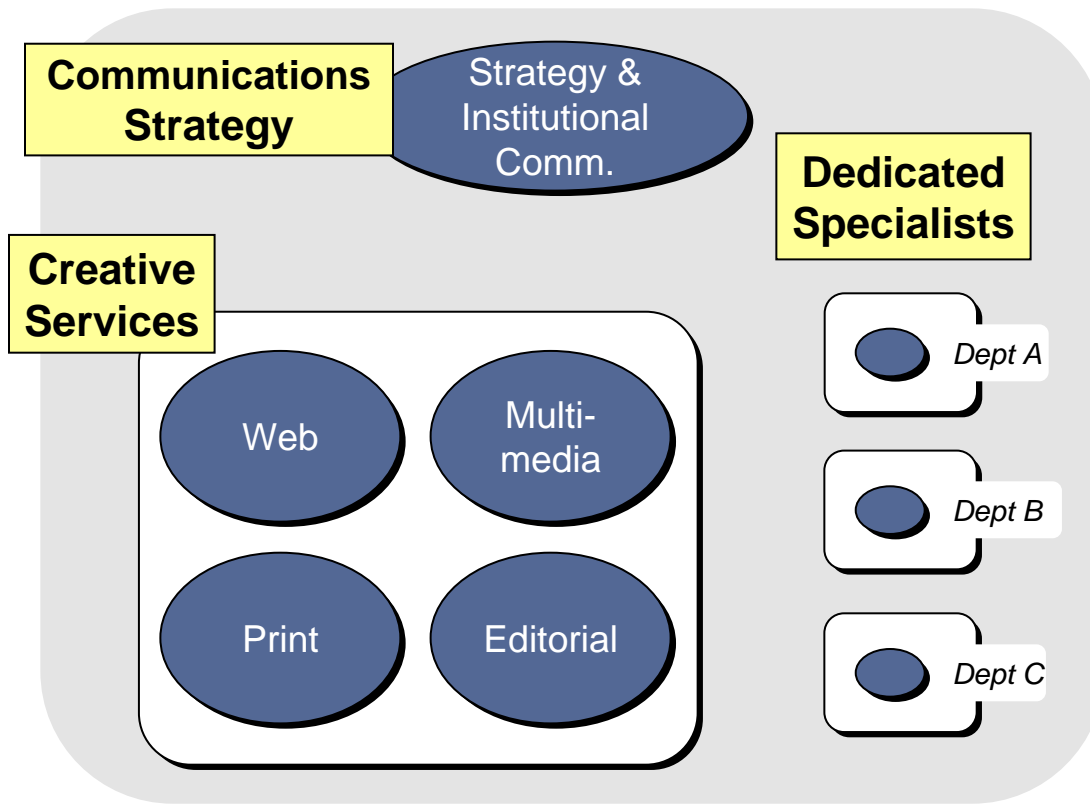 Communications
Strategy
Strategy &
Institutional
Comm.
Dedicated
Specialists
Creative
Services
Web
Multi-
media
Print
Editorial
Dept A
Dept B
Dept C